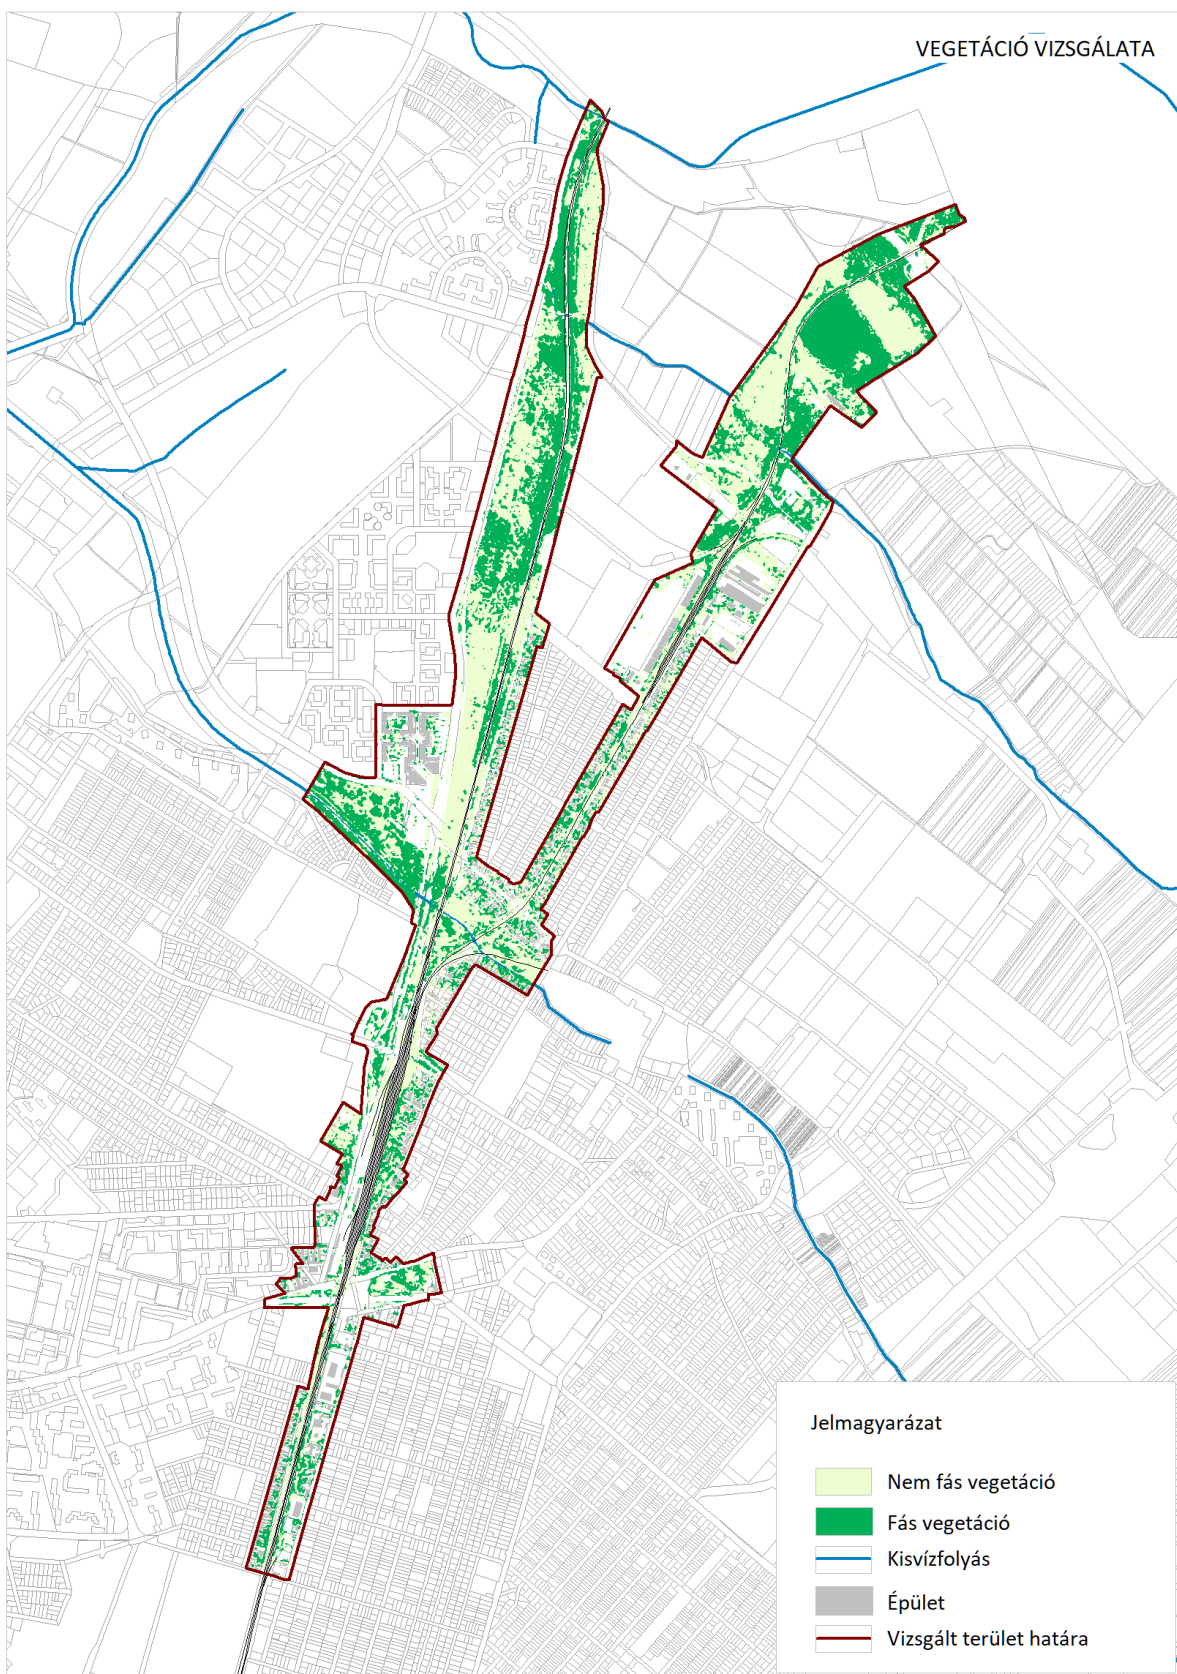 VEGETÁCIÓ VIZSGÁLATA
Jelmagyarázat
Nem fás vegetáció
Fás vegetáció
Kisvízfolyás
Épület
Vizsgált terület határa